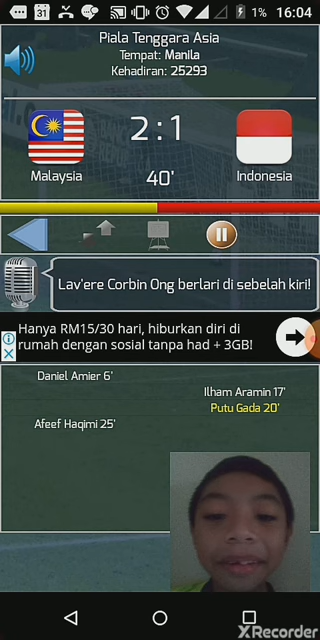 31
1%
16:04
Piala Tenggara Asia
Tempat: Manila
Kehadiran: 25293
2:1
Malaysia
40'
Indonesia
Lav'ere Corbin Ong berlari di sebelah kiri!
Hanya RM15/30 hari, hiburkan diri di
rumah dengan sosial tanpa had + 3GB!
Daniel Amier 6'
Ilham Aramin 17'
Putu Gada 20'
Afeef Haqimi 25'
XRecorder